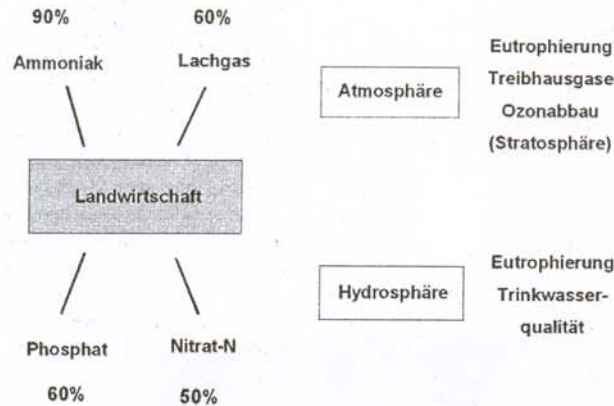 90%
60%
Ammoniak
Lachgas
Landwirtschaft
Phosphat
Nitrat-N
60%
50%
Atmosphäre
Eutrophierung
Treibhausgase
Ozonabbau
(Stratosphäre)
Hydrosphäre
Eutrophierung
Trinkwasser-
qualität